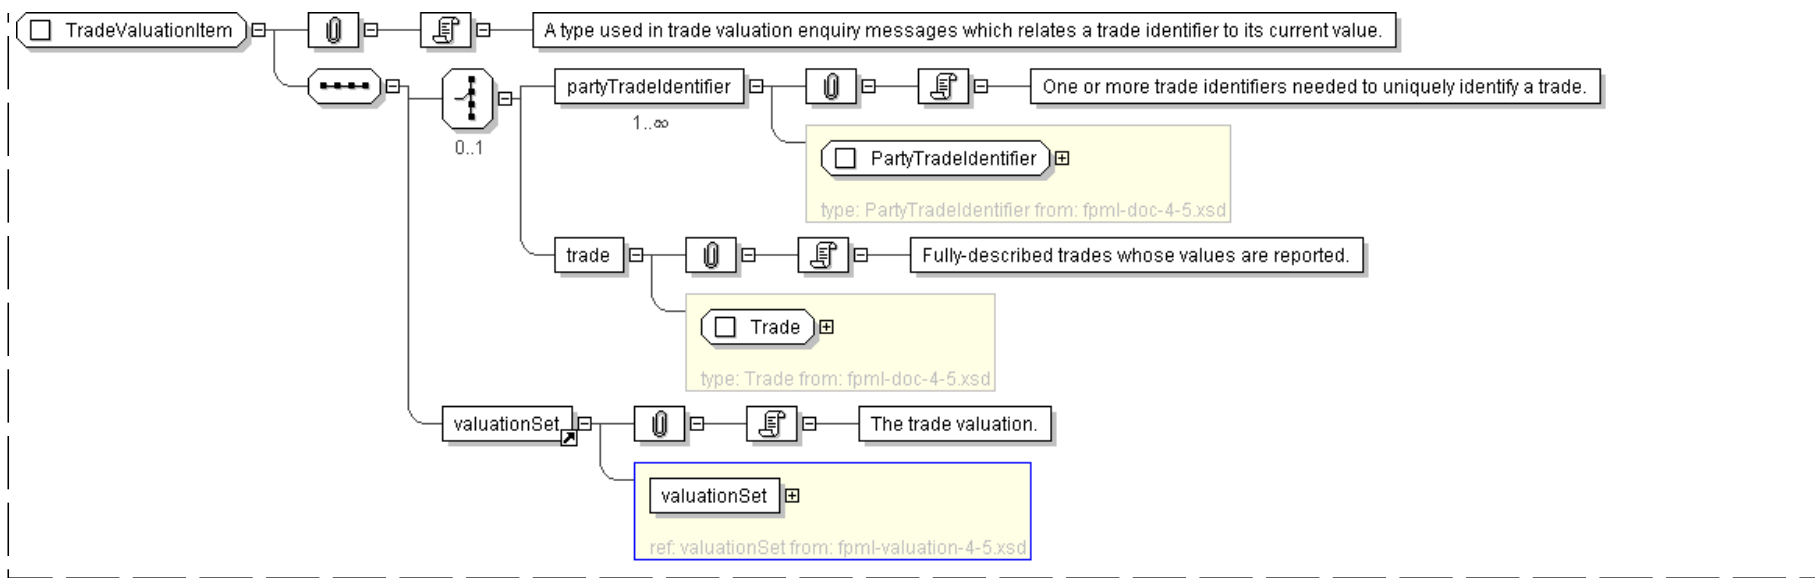 TradeValuationItem
A type used in trade valuation enquiry messages which relates a trade identifier to its current value.
partyTradeIdentifier
One or more trade identifiers needed to uniquely identify a trade.
1..∞
0..1
PartyTradeIdentifier
type: PartyTradeIdentifier from: fpml-doc-4-5.xsd
trade
Fully-described trades whose values are reported.
Trade
type: Trade from: fpml-doc-4-5.xsd
valuationSet
The trade valuation.
valuationSet
ref: valuationSet from: fpml-valuation-4-5.xsd